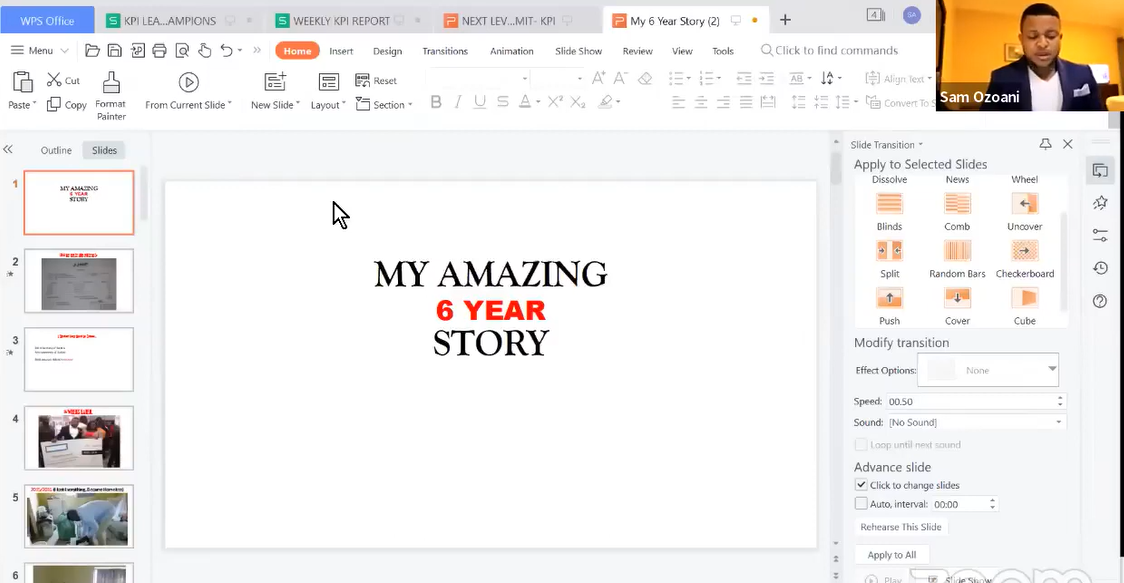 WPS Office
KPI LEA...AMPIONS
WEEKLY KPI REPORT
NEXT LEV...MIT- KPI
My 6 Year Story (2)
4
Menu
Home
Insert
Design
Transitions
Animation
Slide Show
Review
View
Tools
Click to find commands
Paste
Cut
Copy
Format
Painter
From Current Slide
New Slide
Layout
Reset
Section
Align Text
Convert To S
Sam Ozoani
Outline
Slides
1
MY AMAZING
6 YEAR
STORY
2
3
4
5
6
MY AMAZING
6 YEAR
STORY
Slide Transition
Apply to Selected Slides
Dissolve
News
Wheel
Blinds
Comb
Uncover
Split
Random Bars
Checkerboard
Push
Cover
Cube
Modify transition
Effect Options:
None
Speed: 00.50
Sound: [No Sound]
Loop until next sound
Advance slide
Click to change slides
Auto, interval: 00:00
Rehearse This Slide
Apply to All
Play
Slide Show
zoom